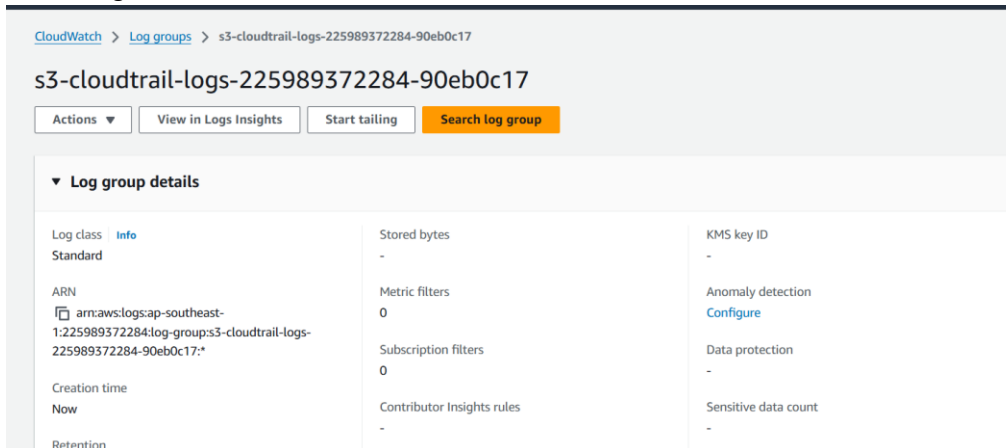 CloudWatch > Log groups > s3-cloudtrail-logs-225989372284-90eb0c17
s3-cloudtrail-logs-225989372284-90eb0c17
Actions ▼ View in Logs Insights Start tailing Search log group
▼ Log group details
Log class Info
Standard
ARN
arn:aws:logs:ap-southeast-
1:225989372284:log-group:s3-cloudtrail-logs-
225989372284-90eb0c17:*
Creation time
Now
Retention
Stored bytes
-
Metric filters
0
Subscription filters
0
Contributor Insights rules
-
KMS key ID
-
Anomaly detection
Configure
Data protection
-
Sensitive data count
-